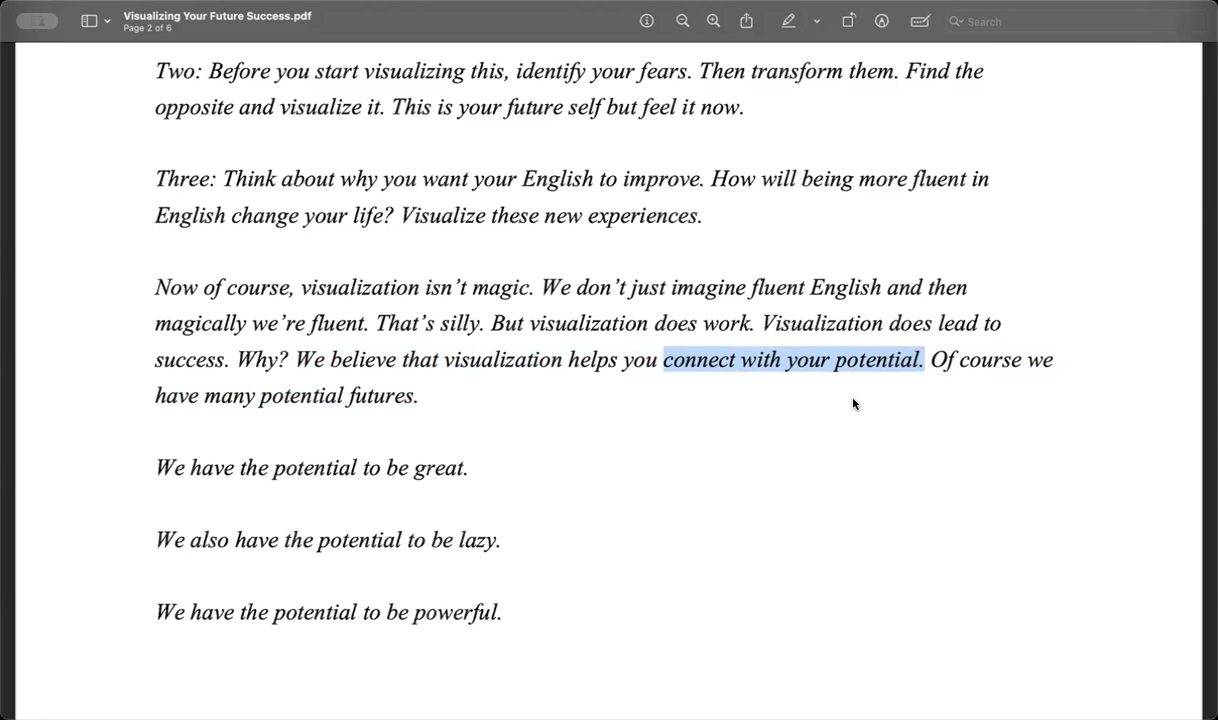 Visualizing Your Future Success.pdf
Page 2 of 6
Search
Two: Before you start visualizing this, identify your fears. Then transform them. Find the
opposite and visualize it. This is your future self but feel it now.
Three: Think about why you want your English to improve. How will being more fluent in
English change your life? Visualize these new experiences.
Now of course, visualization isn’t magic. We don’t just imagine fluent English and then
magically we’re fluent. That’s silly. But visualization does work. Visualization does lead to
success. Why? We believe that visualization helps you connect with your potential. Of course we
have many potential futures.
We have the potential to be great.
We also have the potential to be lazy.
We have the potential to be powerful.